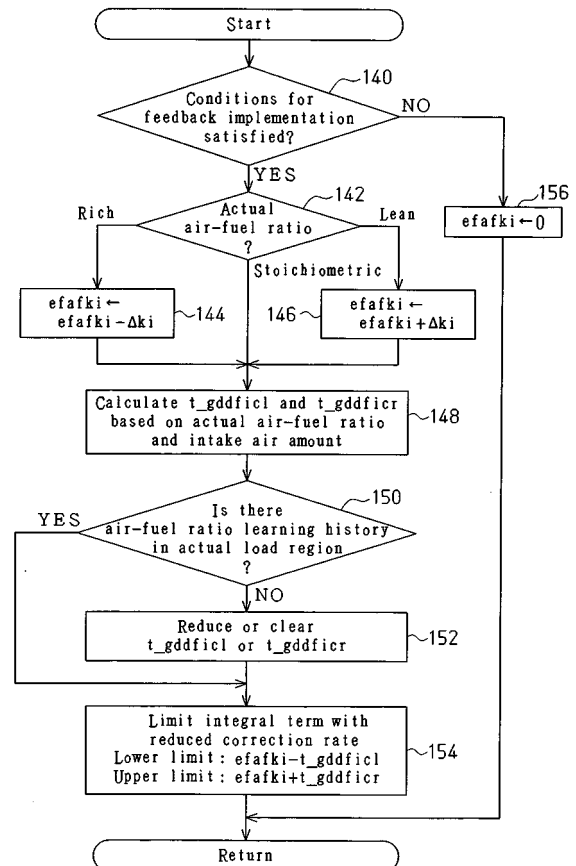 Start
140
Conditions for
feedback implementation
satisfied?
NO
YES
142
156
Rich
Actual
air-fuel ratio
?
Lean
efafki←0
Stoichiometric
efafki←
efafki−Δki
144
146
efafki←
efafki+Δki
Calculate t_gddficl and t_gddficr
based on actual air-fuel ratio
and intake air amount
148
150
YES
Is there
air-fuel ratio learning history
in actual load region
?
NO
Reduce or clear
t_gddficl or t_gddficr
152
Limit integral term with
reduced correction rate
Lower limit: efafki−t_gddficl
Upper limit: efafki+t_gddficr
154
Return